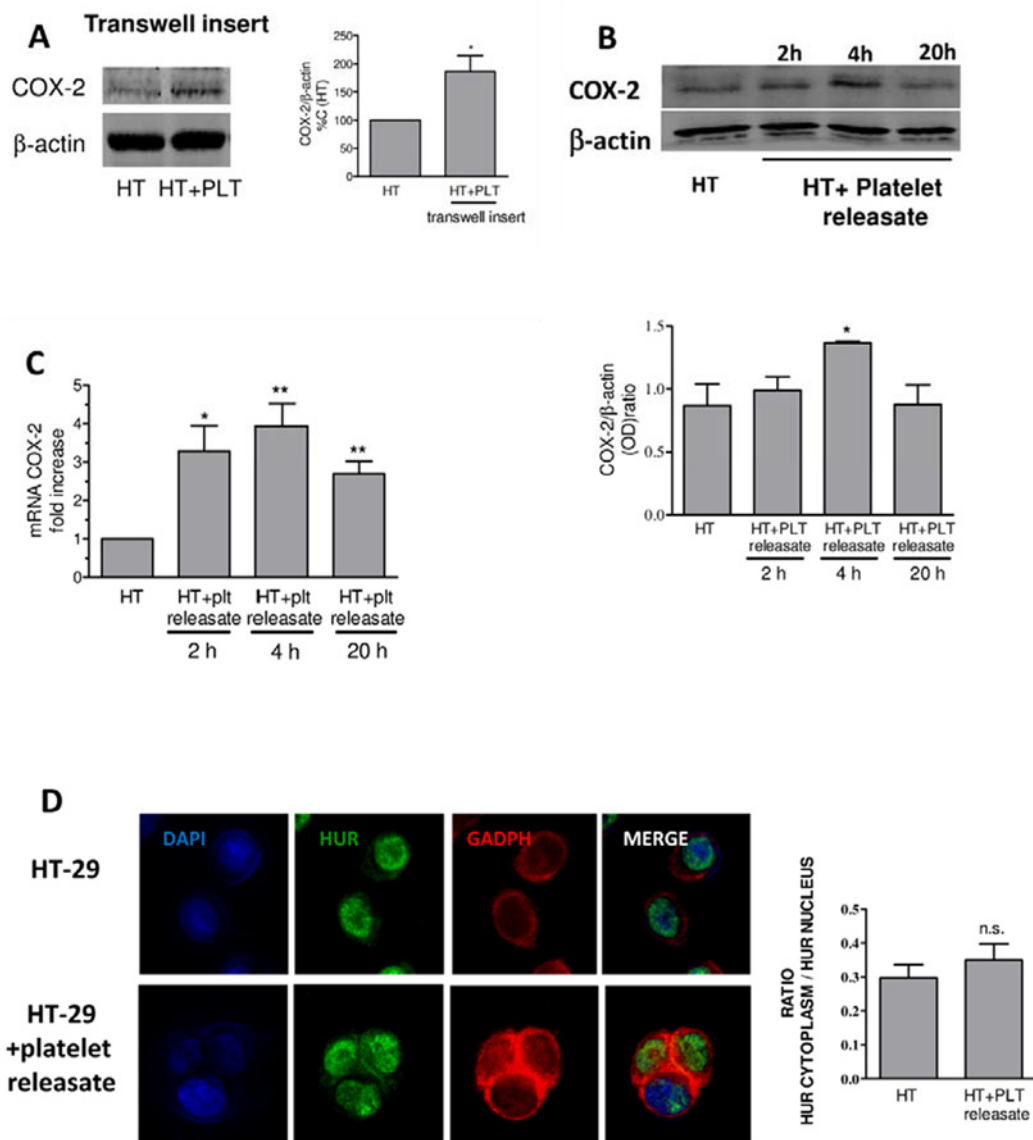 A
Transwell insert
COX-2
β-actin
HT HT+PLT
COX-2/β-actin
%C (HT)
250
200
150
100
50
0
*
HT
HT+PLT
transwell insert
B
2h 4h 20h
COX-2
β-actin
HT
HT+ Platelet
releasate
COX-2/β-actin
(OD)ratio
1.5
1.0
0.5
0.0
*
HT
HT+PLT HT+PLT HT+PLT
releasate releasate releasate
2 h 4 h 20 h
C
mRNA COX-2
fold increase
5
4
3
2
1
0
* ** **
HT
HT+plt HT+plt HT+plt
releasate releasate releasate
2 h 4 h 20 h
D
HT-29
DAPI HUR GADPH MERGE
HT-29
+platelet
releasate
RATIO
HUR CYTOPLASM / HUR NUCLEUS
0.5
0.4
0.3
0.2
0.1
0.0
n.s.
HT
HT+PLT
releasate